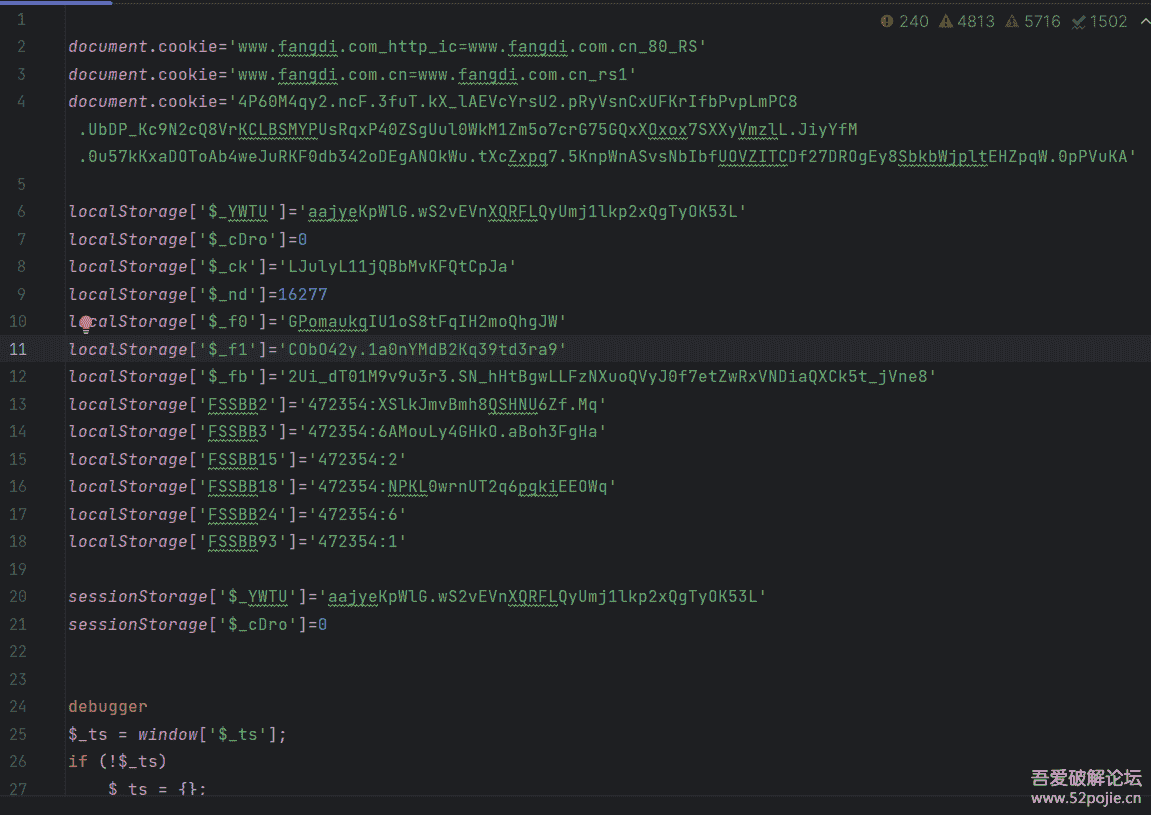 240 4813 5716 1502
1
2 document.cookie='www.fangdi.com_http_ic=www.fangdi.com.cn_80_RS'
3 document.cookie='www.fangdi.com.cn=www.fangdi.com.cn_rs1'
4 document.cookie='4P60M4qy2.ncF.3fuT.kX_lAEVcYrsU2.pRyVsnCxUFKrIfbPvpLmPC8
.UbDP_Kc9N2cQ8VrKCLBSMYPUsRqxP40ZSgUul0WkM1Zm5o7crG75GQxXOxox7SXXyVmzlL.JiyYfM
.0u57kKxaDOToAb4weJuRKF0db342oDEgANOkWu.tXcZxpq7.5KnpWnASvsNbIbfUOVZITCDf27DROgEy8SbkbWjpltEHZpqW.0pPVuKA'
5
6 localStorage['$_YWTU']='aajyeKpWlG.wS2vEVnXQRFLQyUmj1lkp2xQgTyOK53L'
7 localStorage['$_cDro']=0
8 localStorage['$_ck']='LJulyL11jQBbMvKFQtCpJa'
9 localStorage['$_nd']=16277
10 localStorage['$_f0']='GPomaukqIU1oS8tFqIH2moQhgJW'
11 localStorage['$_f1']='CObO42y.1a0nYMdB2Kq39td3ra9'
12 localStorage['$_fb']='2Ui_dT01M9v9u3r3.SN_hHtBgwLLFzNXuoQVyJ0f7etZwRxVNDiaQXCk5t_jVne8'
13 localStorage['FSSBB2']='472354:XSlkJmvBmh8QSHNU6Zf.Mq'
14 localStorage['FSSBB3']='472354:6AMouLy4GHkO.aBoh3FgHa'
15 localStorage['FSSBB15']='472354:2'
16 localStorage['FSSBB18']='472354:NPKL0wrnUT2q6pqkiEEOWq'
17 localStorage['FSSBB24']='472354:6'
18 localStorage['FSSBB93']='472354:1'
19
20 sessionStorage['$_YWTU']='aajyeKpWlG.wS2vEVnXQRFLQyUmj1lkp2xQgTyOK53L'
21 sessionStorage['$_cDro']=0
22
23
24 debugger
25 $_ts = window['$_ts'];
26 if (!$_ts)
27 $_ts = {};
吾爱破解论坛
www.52pojie.cn